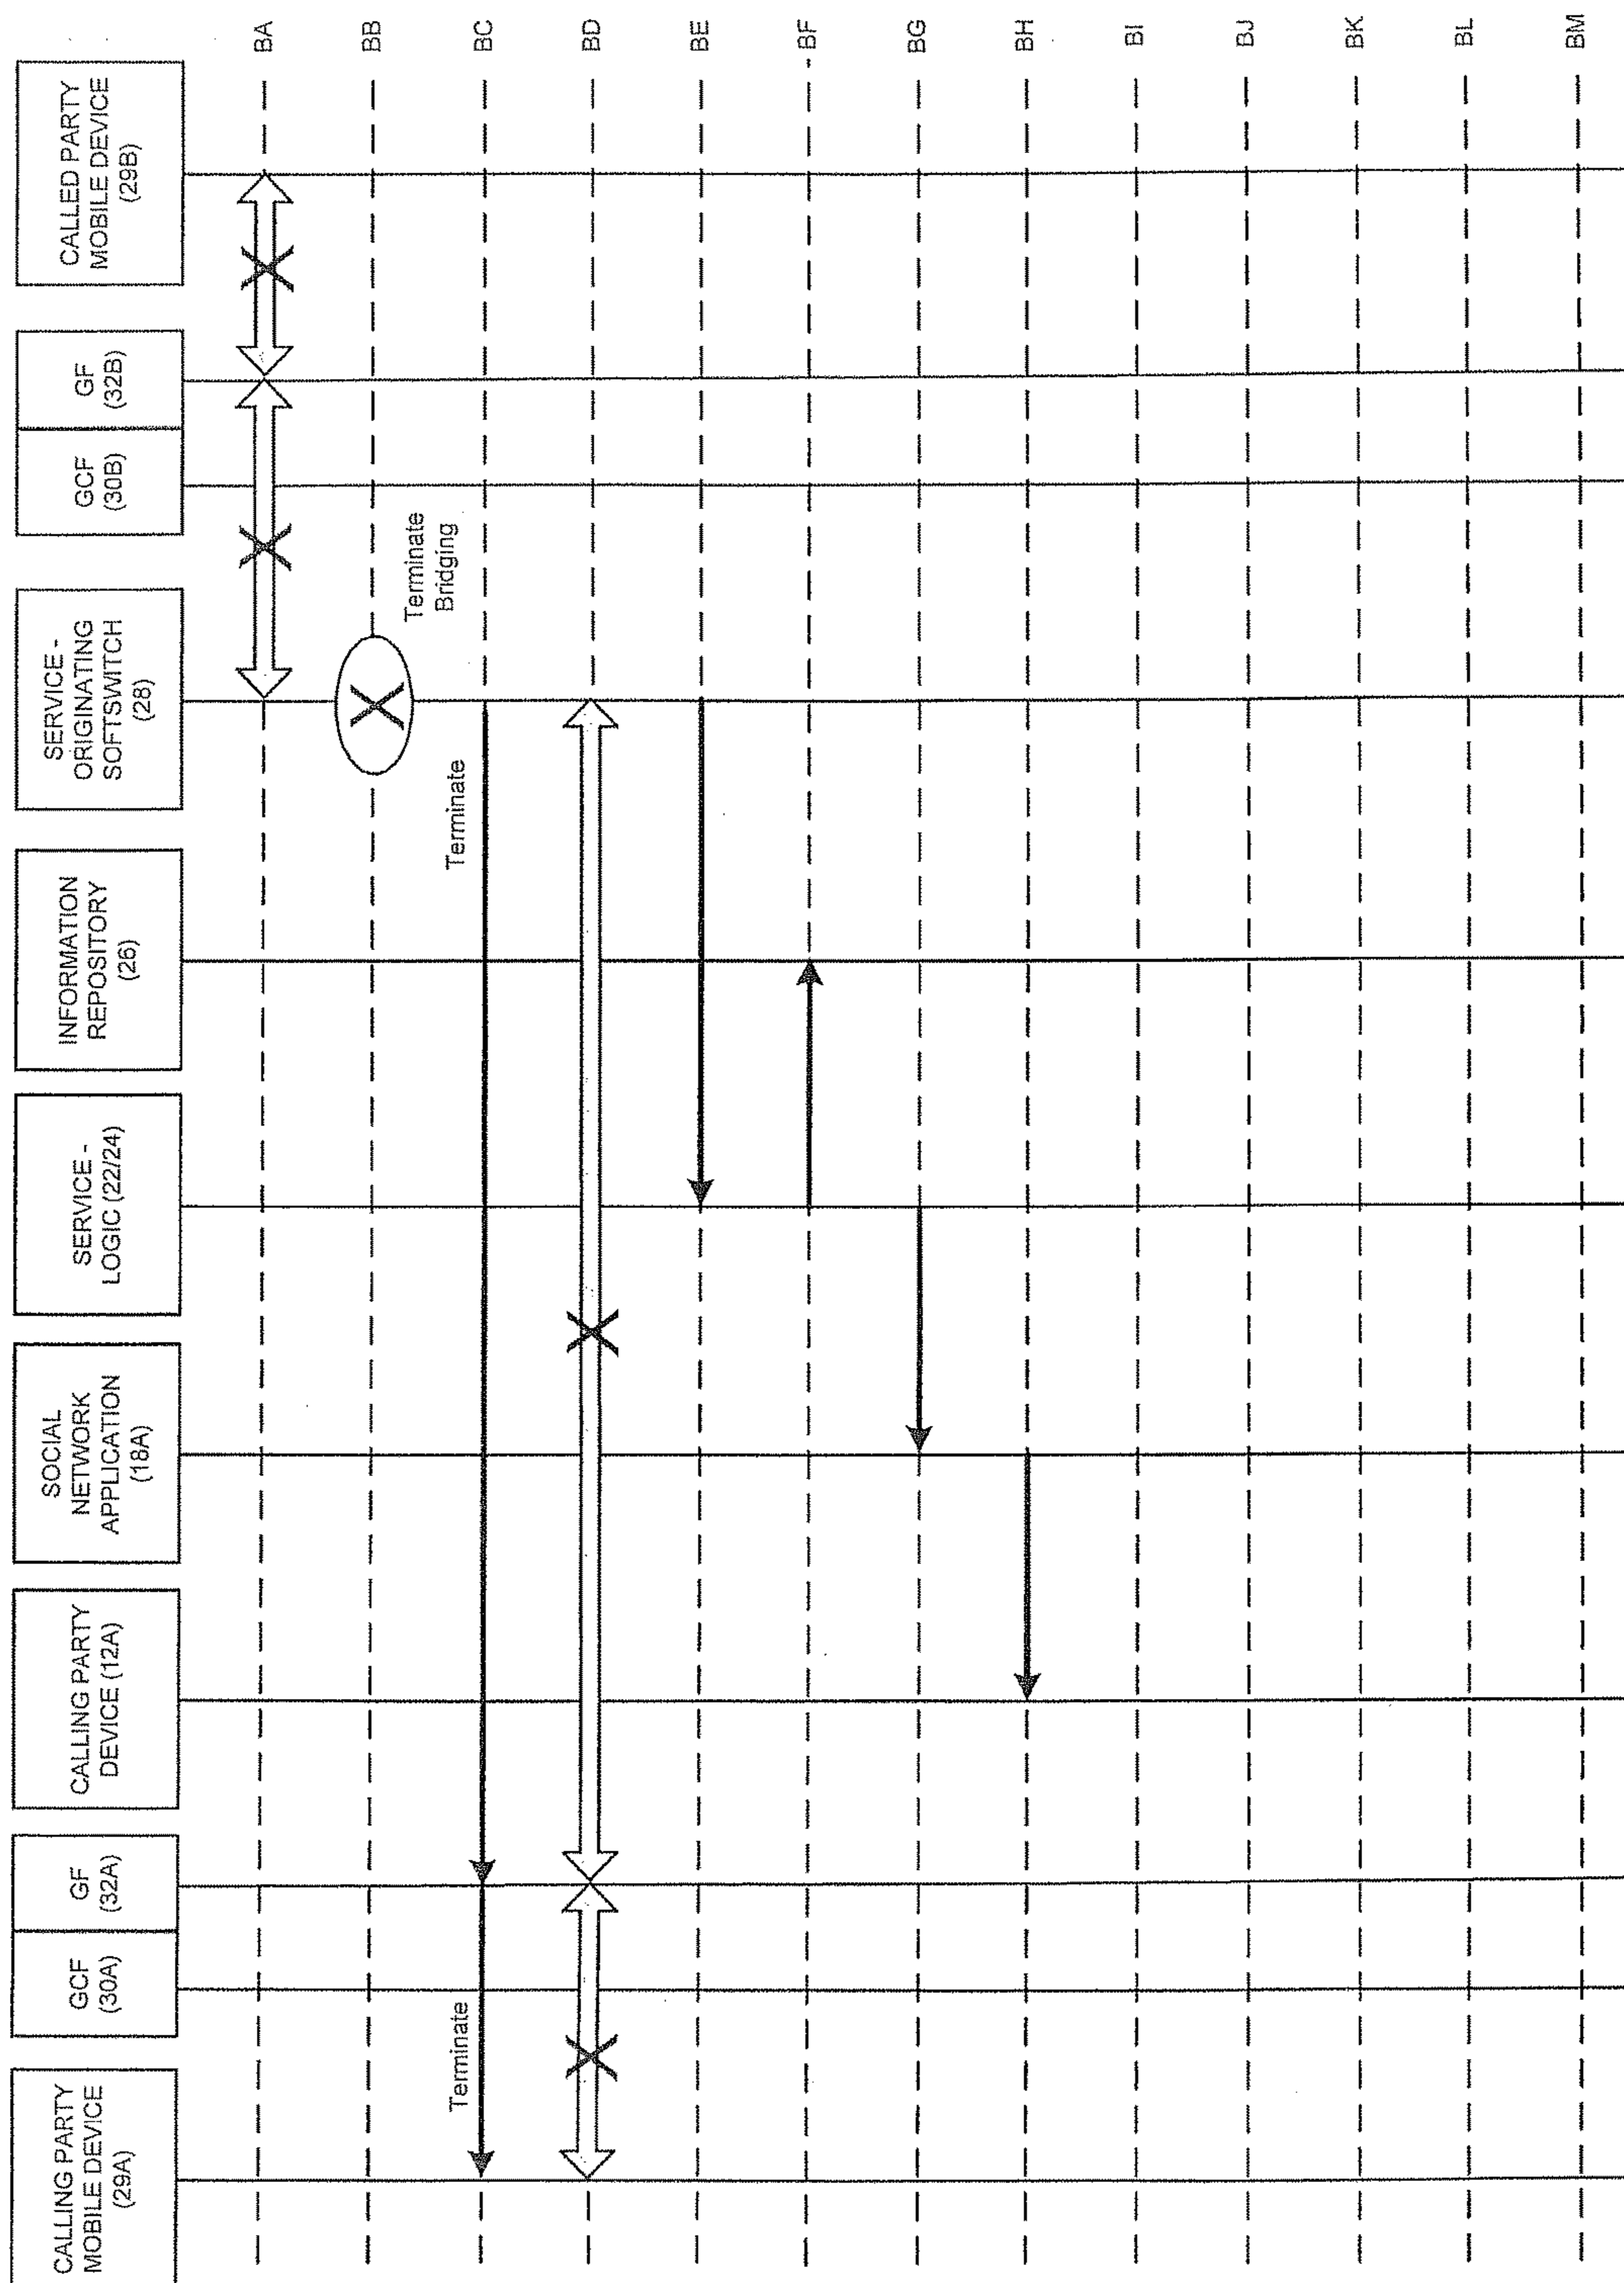 CALLING PARTY
MOBILE DEVICE
(29A)
GCF
(30A)
GF
(32A)
CALLING PARTY
DEVICE (12A)
SOCIAL
NETWORK
APPLICATION
(18A)
SERVICE -
LOGIC (22/24)
INFORMATION
REPOSITORY
(26)
SERVICE -
ORIGINATING
SOFTSWITCH
(28)
GCF
(30B)
GF
(32B)
CALLED PARTY
MOBILE DEVICE
(29B)
BA
BB
Terminate
Bridging
Terminate
Terminate
BC
BD
BE
BF
BG
BH
BI
BJ
BK
BL
BM